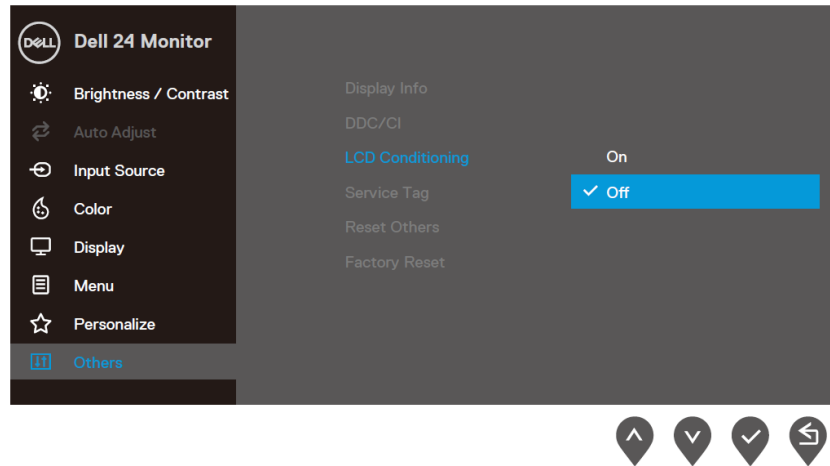 DELL
Dell 24 Monitor
Brightness / Contrast
Auto Adjust
Input Source
Color
Display
Menu
Personalize
Others
Display Info
DDC/CI
LCD Conditioning
Service Tag
Reset Others
Factory Reset
On
Off